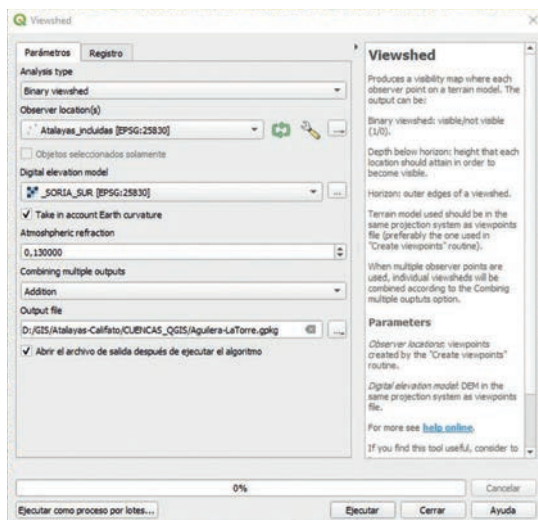 Viewshed
Parámetros
Registro
Analysis type
Binary viewshed
Observer location(s)
Atalayas_incluidas [EPSG:25830]
...
Objetos seleccionados solamente
Digital elevation model
_SORIA_SUR [EPSG:25830]
...
Take in account Earth curvature
Atmoshpheric refraction
0,130000
Combining multiple outputs
Addition
Output file
D:/GIS/Atalayas-Califato/CUENCAS_QGIS/Aguilera-LaTorre.gpkg
...
Abrir el archivo de salida después de ejecutar el algoritmo
Viewshed
Produces a visibility map where each
observer point on a terrain model. The
output can be:
Binary viewshed: visible/not visible
(1/0).
Depth below horizon: height that each
location should attain in order to
become visible.
Horizon: outer edges of a viewshed.
Terrain model used should be in the
same projection system as viewpoints
file (preferably the one used in
"Create viewpoints" routine).
When multiple observer points are
used, individual viewsheds will be
combined according to the Combinig
multiple ouptuts option.
Parameters
Observer locations: viewpoints
created by the "Create viewpoints"
routine.
Digital elevation model: DEM in the
same projection system as viewpoints
file.
For more see help online.
If you find this tool useful, consider to
0%
Cancelar
Ejecutar como proceso por lotes...
Ejecutar
Cerrar
Ayuda